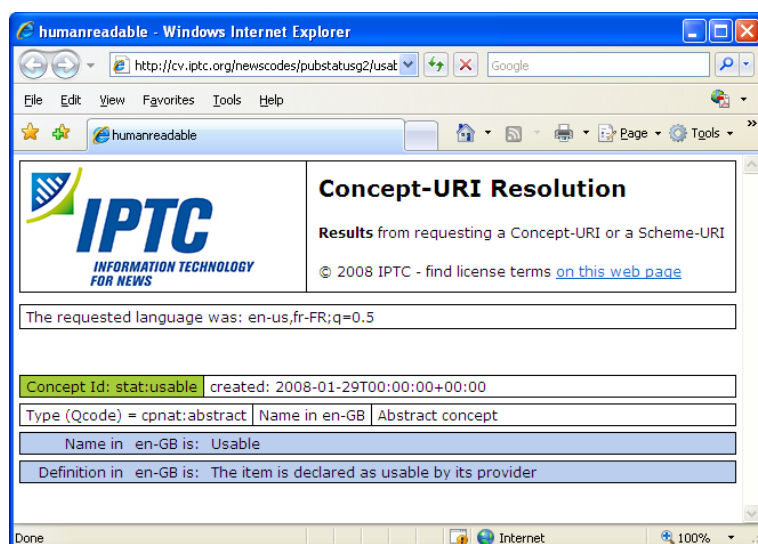 humanreadable - Windows Internet Explorer
http://cv.iptc.org/newscodes/pubstatusg2/usab
Google
File Edit View Favorites Tools Help
humanreadable
Page Tools »
IPTC
INFORMATION TECHNOLOGY
FOR NEWS
Concept-URI Resolution
Results from requesting a Concept-URI or a Scheme-URI
© 2008 IPTC - find license terms on this web page
The requested language was: en-us,fr-FR;q=0.5
Concept Id: stat:usable created: 2008-01-29T00:00:00+00:00
Type (Qcode) = cpnat:abstract Name in en-GB Abstract concept
Name in en-GB is: Usable
Definition in en-GB is: The item is declared as usable by its provider
Done Internet 100%